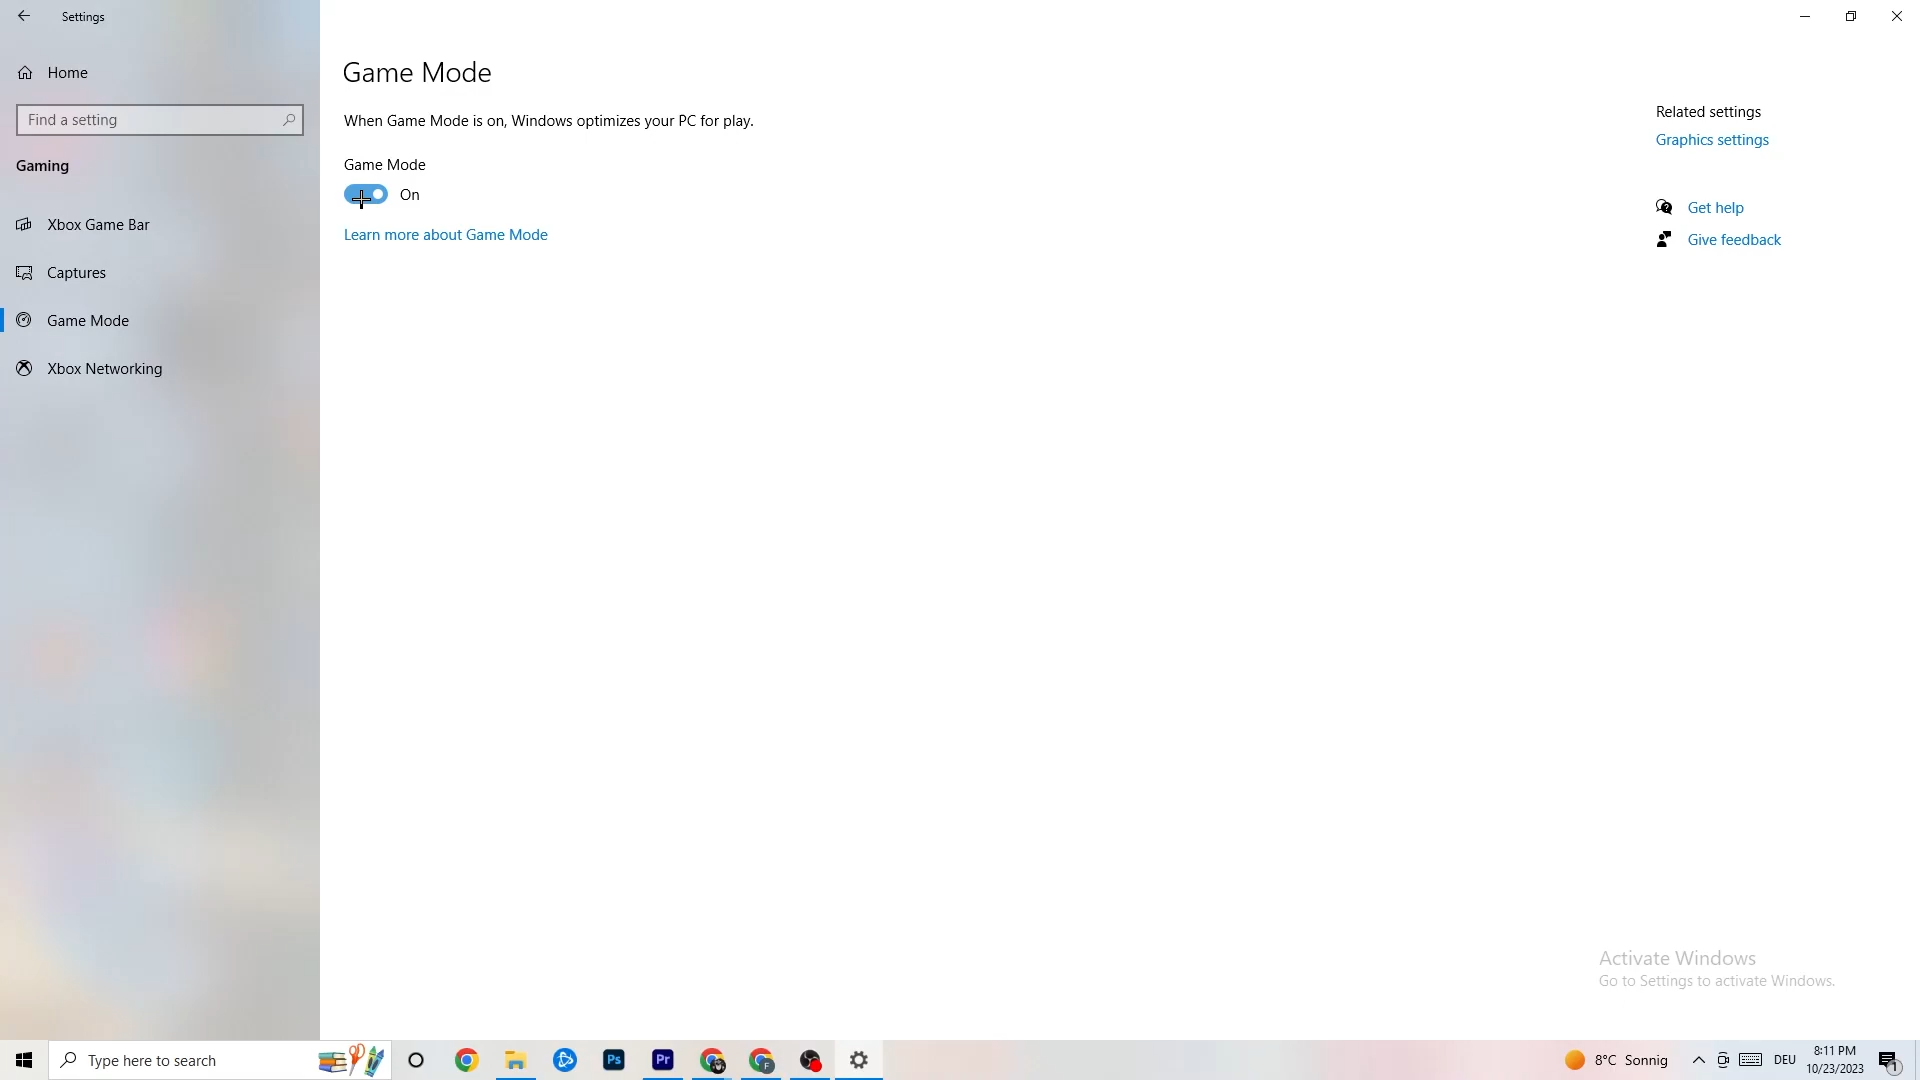 Settings
Home
Find a setting
Gaming
Xbox Game Bar
Captures
Game Mode
Xbox Networking
Game Mode
When Game Mode is on, Windows optimizes your PC for play.
Game Mode
On
Learn more about Game Mode
Related settings
Graphics settings
Get help
Give feedback
Activate Windows
Go to Settings to activate Windows.
Type here to search
Ps
Pr
F
8°C Sonnig
DEU
8:11 PM
10/23/2023
1